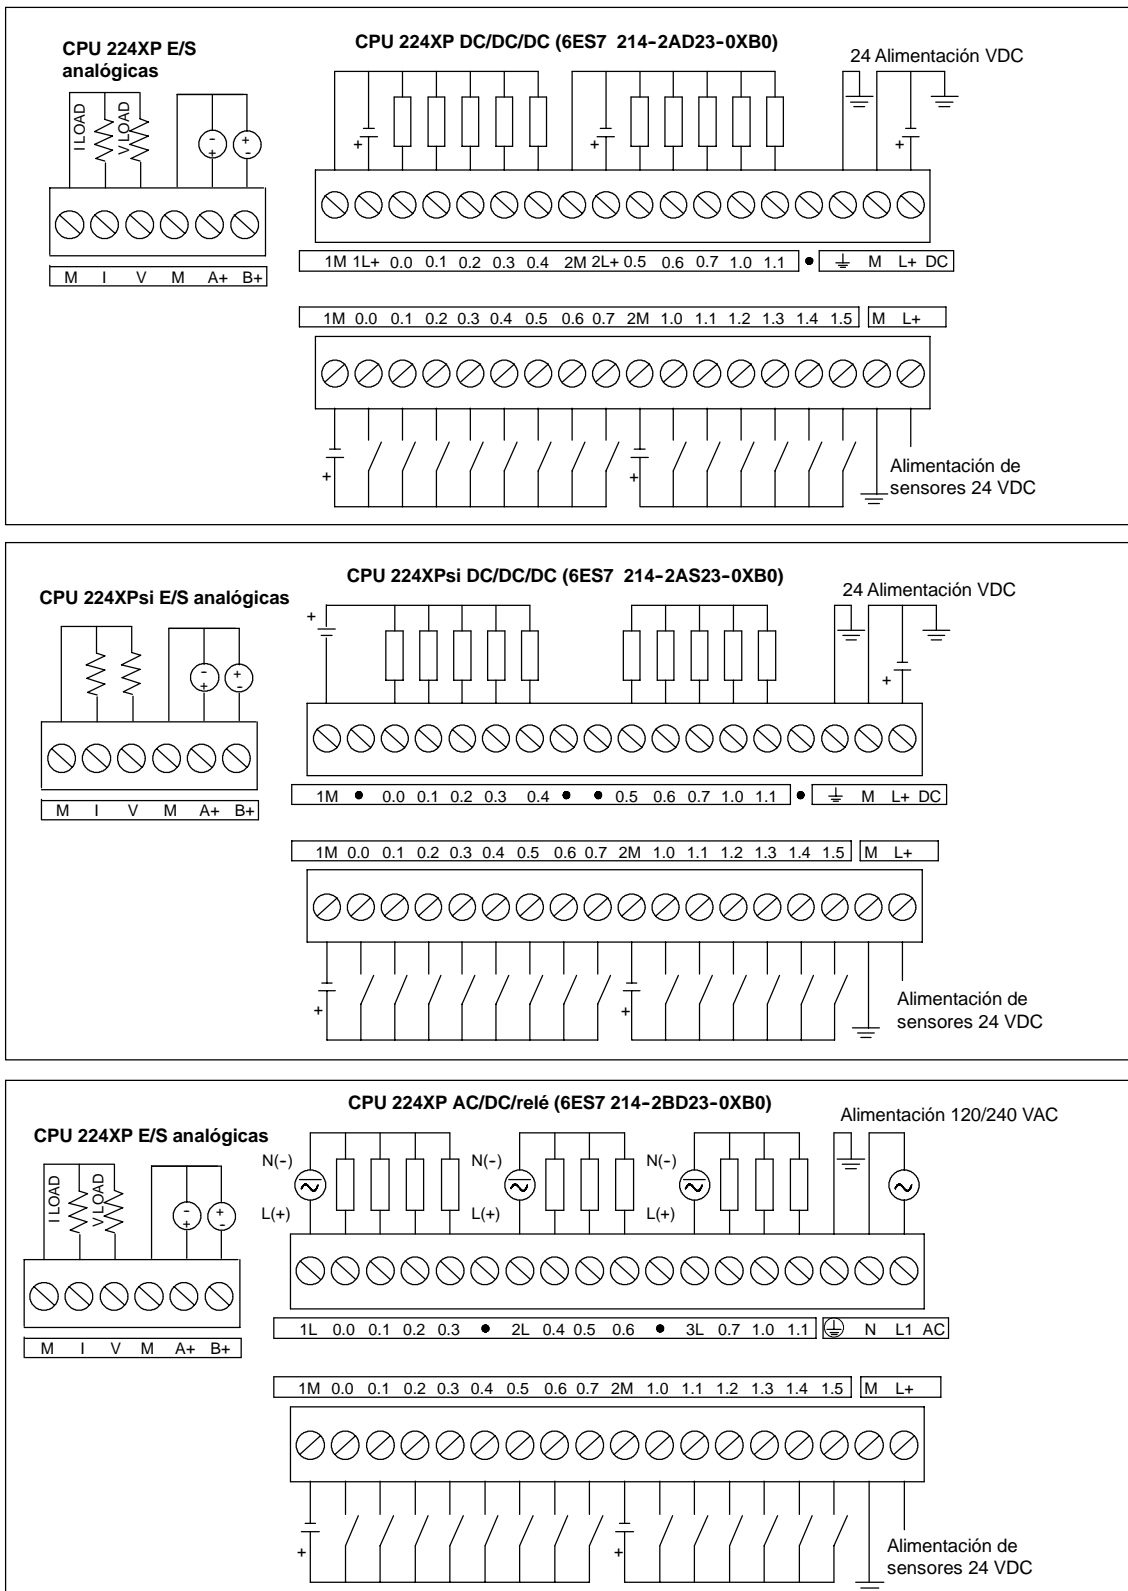 CPU 224XP E/S
analógicas
CPU 224XP DC/DC/DC (6ES7 214-2AD23-0XB0)
24 Alimentación VDC
I LOAD
V LOAD
- +
+ -
+
+
+
M I V M A+ B+
1M 1L+ 0.0 0.1 0.2 0.3 0.4 2M 2L+ 0.5 0.6 0.7 1.0 1.1 ● M L+ DC
1M 0.0 0.1 0.2 0.3 0.4 0.5 0.6 0.7 2M 1.0 1.1 1.2 1.3 1.4 1.5 M L+
+
+
Alimentación de
sensores 24 VDC
CPU 224XPsi DC/DC/DC (6ES7 214-2AS23-0XB0)
CPU 224XPsi E/S analógicas
24 Alimentación VDC
+
- +
+ -
+
M I V M A+ B+
1M ● 0.0 0.1 0.2 0.3 0.4 ● ● 0.5 0.6 0.7 1.0 1.1 ● M L+ DC
1M 0.0 0.1 0.2 0.3 0.4 0.5 0.6 0.7 2M 1.0 1.1 1.2 1.3 1.4 1.5 M L+
+
+
Alimentación de
sensores 24 VDC
CPU 224XP AC/DC/relé (6ES7 214-2BD23-0XB0)
Alimentación 120/240 VAC
CPU 224XP E/S analógicas
I LOAD
V LOAD
- +
+ -
N(-) N(-) N(-)
L(+) L(+) L(+)
M I V M A+ B+
1L 0.0 0.1 0.2 0.3 ● 2L 0.4 0.5 0.6 ● 3L 0.7 1.0 1.1 N L1 AC
1M 0.0 0.1 0.2 0.3 0.4 0.5 0.6 0.7 2M 1.0 1.1 1.2 1.3 1.4 1.5 M L+
+
+
Alimentación de
sensores 24 VDC